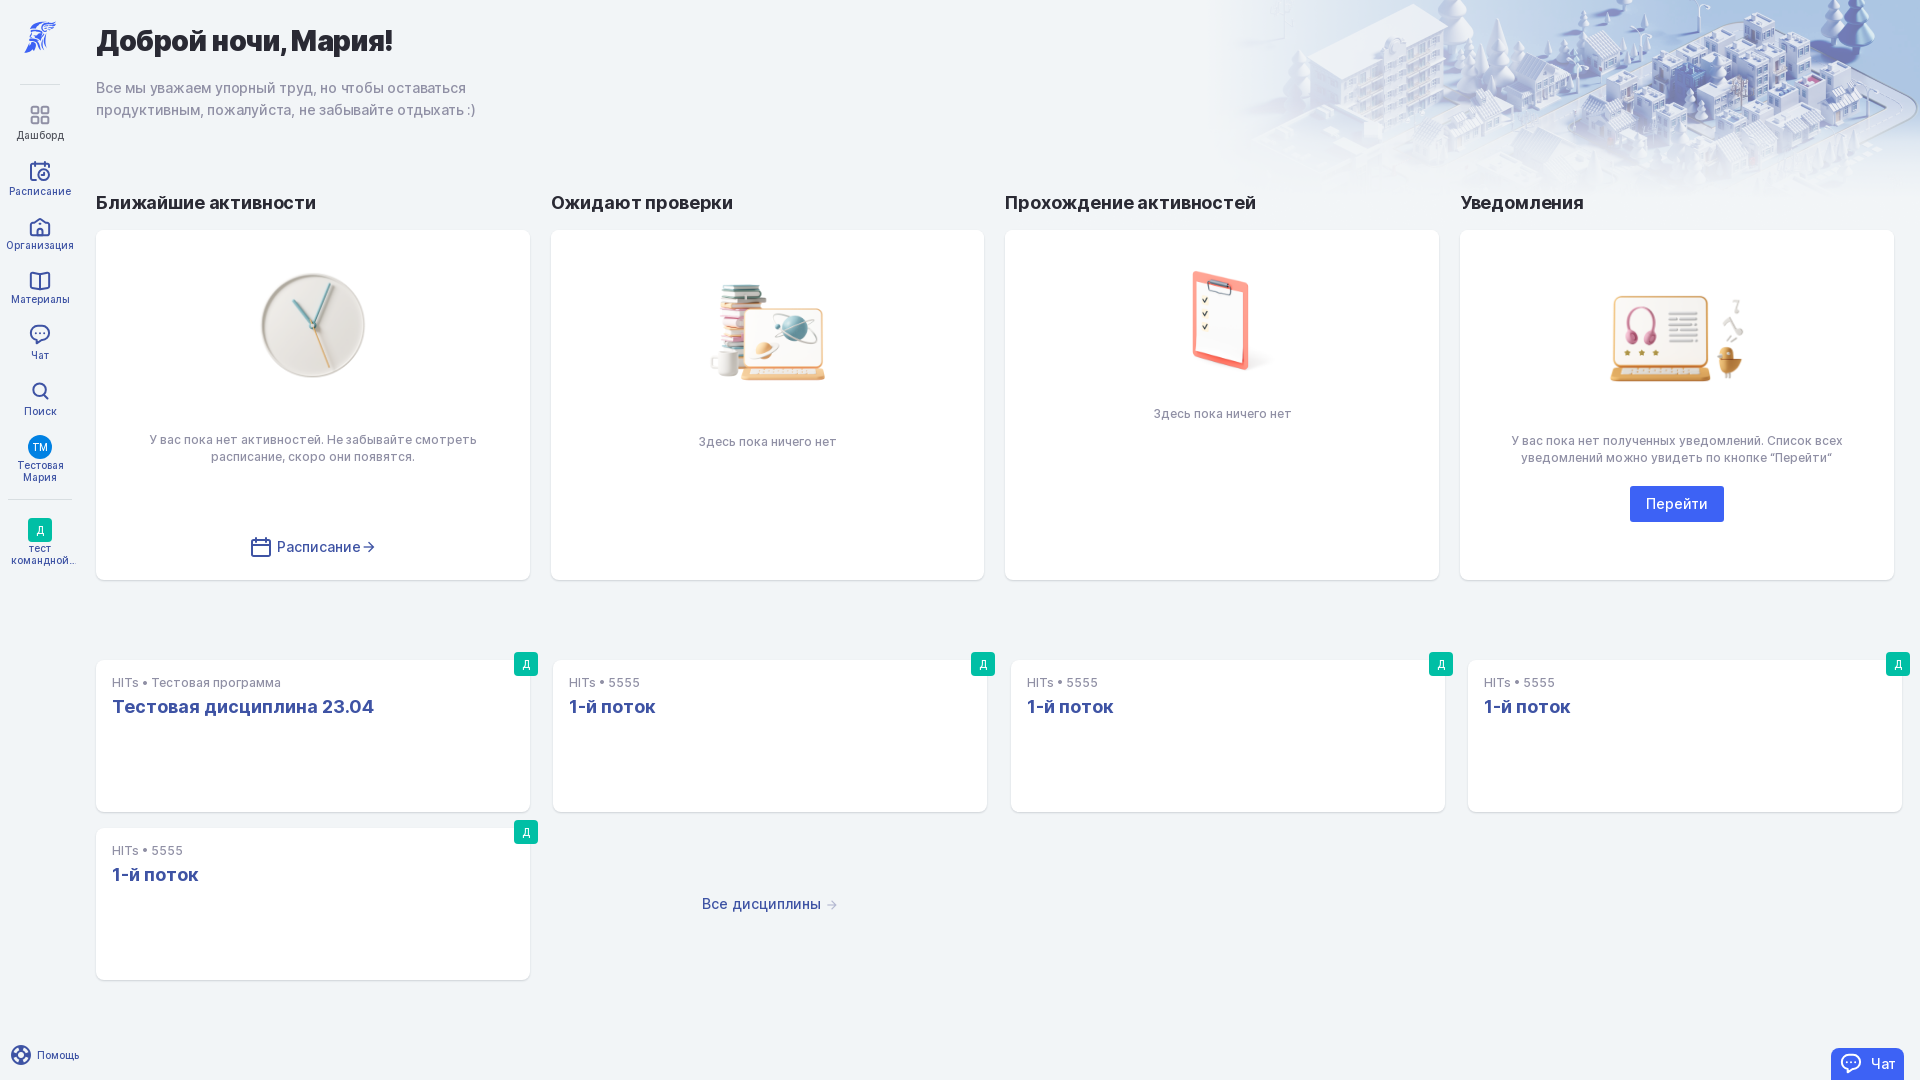 Доброй ночи, Мария!
Все мы уважаем упорный труд, но чтобы оставаться
продуктивным, пожалуйста, не забывайте отдыхать :)
Дашборд
Расписание
Организация
Материалы
Чат
Поиск
ТМ
Тестовая
Мария
Д
тест
командной...
Ближайшие активности
У вас пока нет активностей. Не забывайте смотреть
расписание, скоро они появятся.
Расписание
Ожидают проверки
Здесь пока ничего нет
Прохождение активностей
Здесь пока ничего нет
Уведомления
У вас пока нет полученных уведомлений. Список всех
уведомлений можно увидеть по кнопке “Перейти”
Перейти
Д
HITs • Тестовая программа
Тестовая дисциплина 23.04
Д
HITs • 5555
1-й поток
Д
HITs • 5555
1-й поток
Д
HITs • 5555
1-й поток
Д
HITs • 5555
1-й поток
Все дисциплины
Помощь
Чат